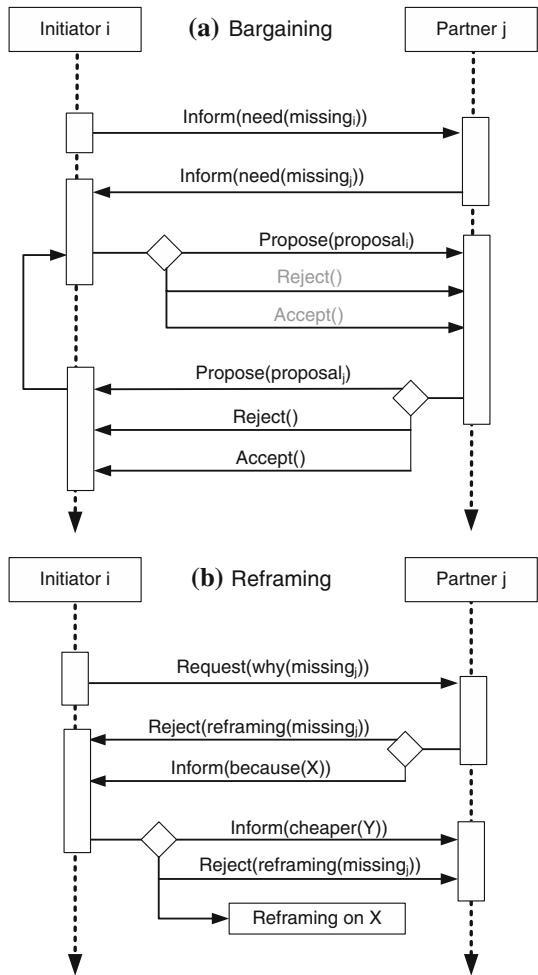 Initiator i
(a) Bargaining
Partner j
Inform(need(missingᵢ))
Inform(need(missingⱼ))
Propose(proposalᵢ)
Reject()
Accept()
Propose(proposalⱼ)
Reject()
Accept()
Initiator i
(b) Reframing
Partner j
Request(why(missingⱼ))
Reject(reframing(missingⱼ))
Inform(because(X))
Inform(cheaper(Y))
Reject(reframing(missingⱼ))
Reframing on X